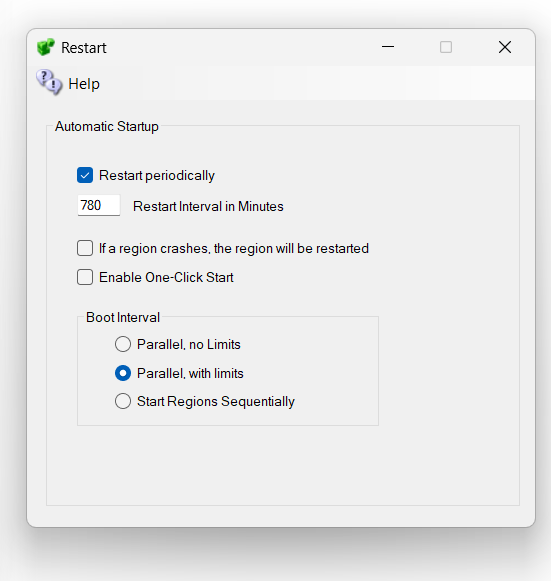 Restart
Help
Automatic Startup
Restart periodically
780 Restart Interval in Minutes
If a region crashes, the region will be restarted
Enable One-Click Start
Boot Interval
Parallel, no Limits
Parallel, with limits
Start Regions Sequentially